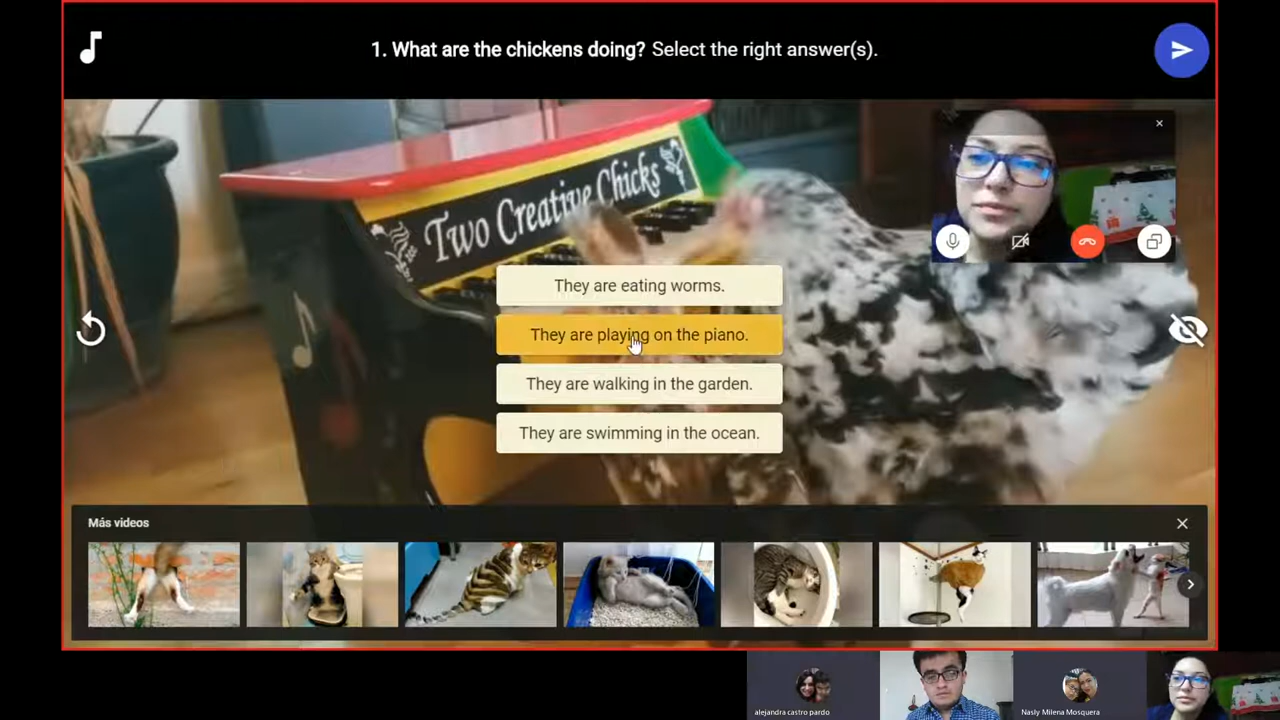 1. What are the chickens doing? Select the right answer(s).
Two Creative Chicks
They are eating worms.
They are playing on the piano.
They are walking in the garden.
They are swimming in the ocean.
Más videos
alejandra castro pardo
Nasly Milena Mosquera